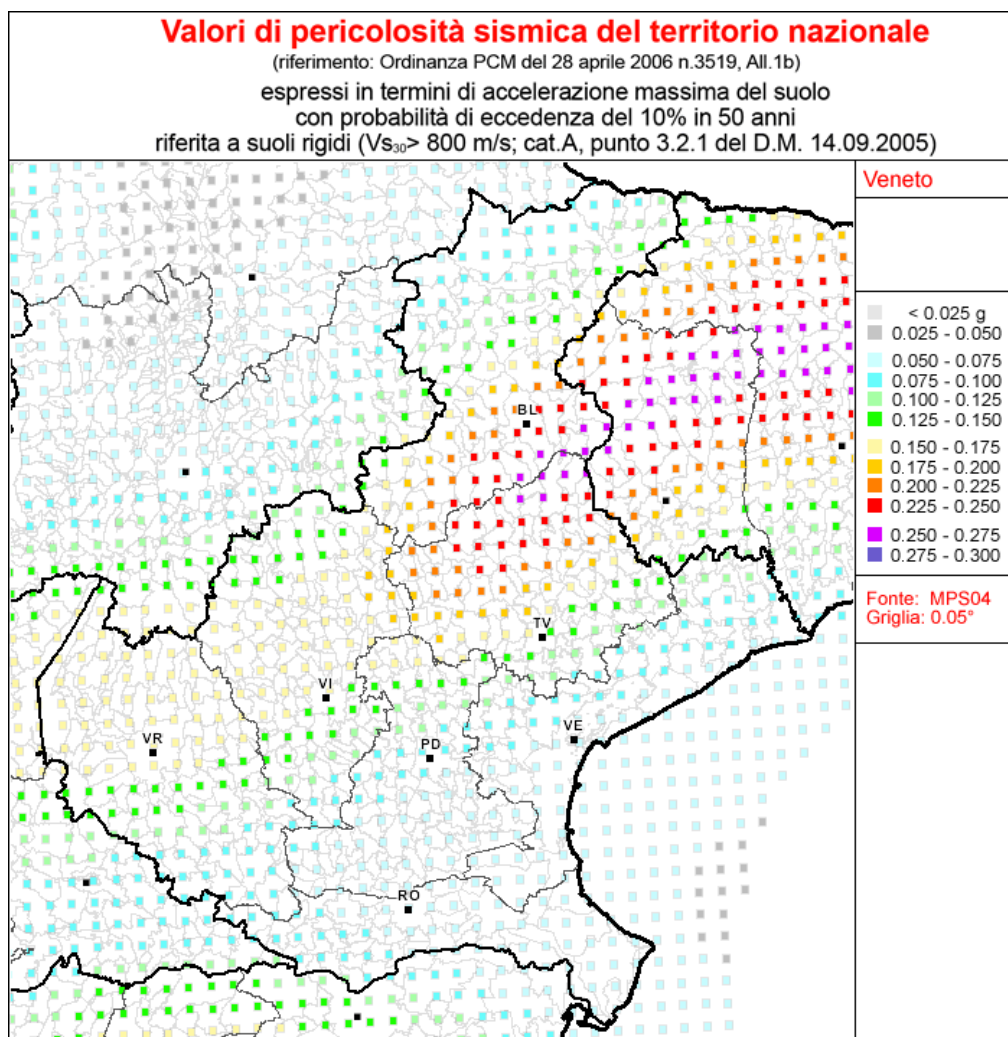 Valori di pericolosità sismica del territorio nazionale
(riferimento: Ordinanza PCM del 28 aprile 2006 n.3519, All.1b)
espressi in termini di accelerazione massima del suolo
con probabilità di eccedenza del 10% in 50 anni
riferita a suoli rigidi (Vs30> 800 m/s; cat.A, punto 3.2.1 del D.M. 14.09.2005)
Veneto
< 0.025 g
0.025 - 0.050
0.050 - 0.075
0.075 - 0.100
0.100 - 0.125
0.125 - 0.150
0.150 - 0.175
0.175 - 0.200
0.200 - 0.225
0.225 - 0.250
0.250 - 0.275
0.275 - 0.300
Fonte: MPS04
Griglia: 0.05°
BL
TV
VI
VE
VR
PD
RO